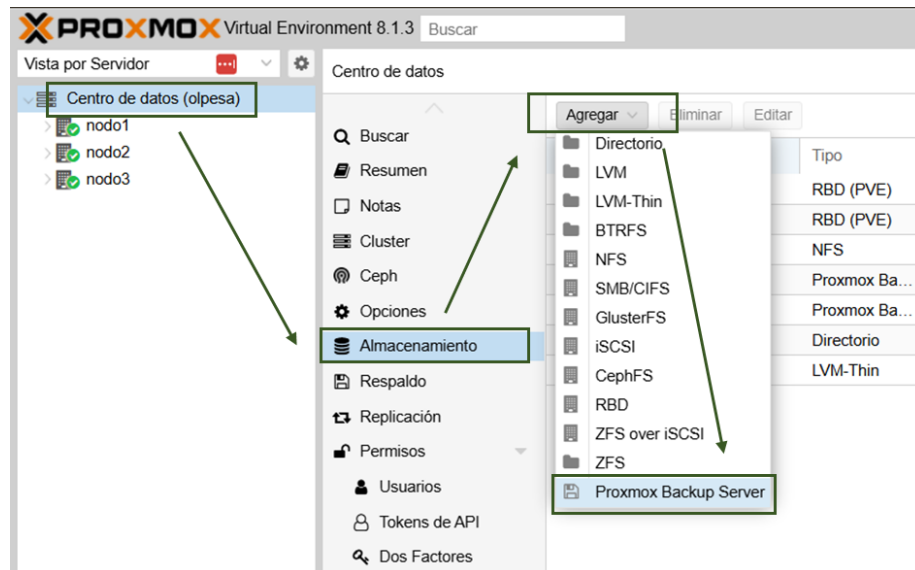 PROXMOX Virtual Environment 8.1.3 Buscar
Vista por Servidor
Centro de datos (olpesa)
nodo1
nodo2
nodo3
Centro de datos
Buscar
Resumen
Notas
Cluster
Ceph
Opciones
Almacenamiento
Respaldo
Replicación
Permisos
Usuarios
Tokens de API
Dos Factores
Agregar Eliminar Editar
Directorio
LVM
LVM-Thin
BTRFS
NFS
SMB/CIFS
GlusterFS
iSCSI
CephFS
RBD
ZFS over iSCSI
ZFS
Proxmox Backup Server
Tipo
RBD (PVE)
RBD (PVE)
NFS
Proxmox Ba...
Proxmox Ba...
Directorio
LVM-Thin